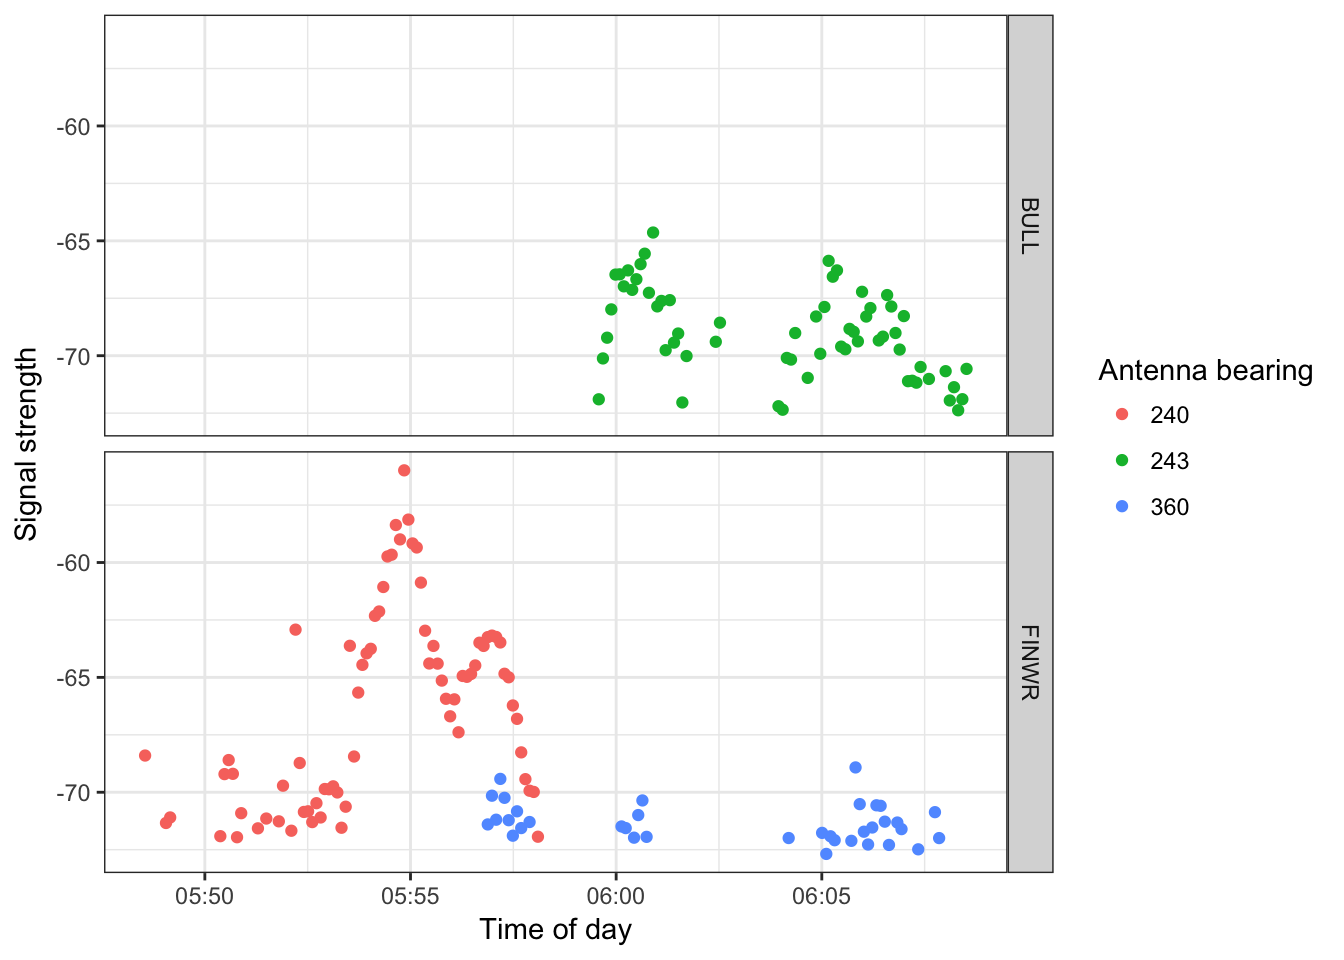 -60
-65
-70
BULL
-60
-65
-70
FINWR
05:50
05:55
06:00
06:05
Time of day
Signal strength
Antenna bearing
240
243
360